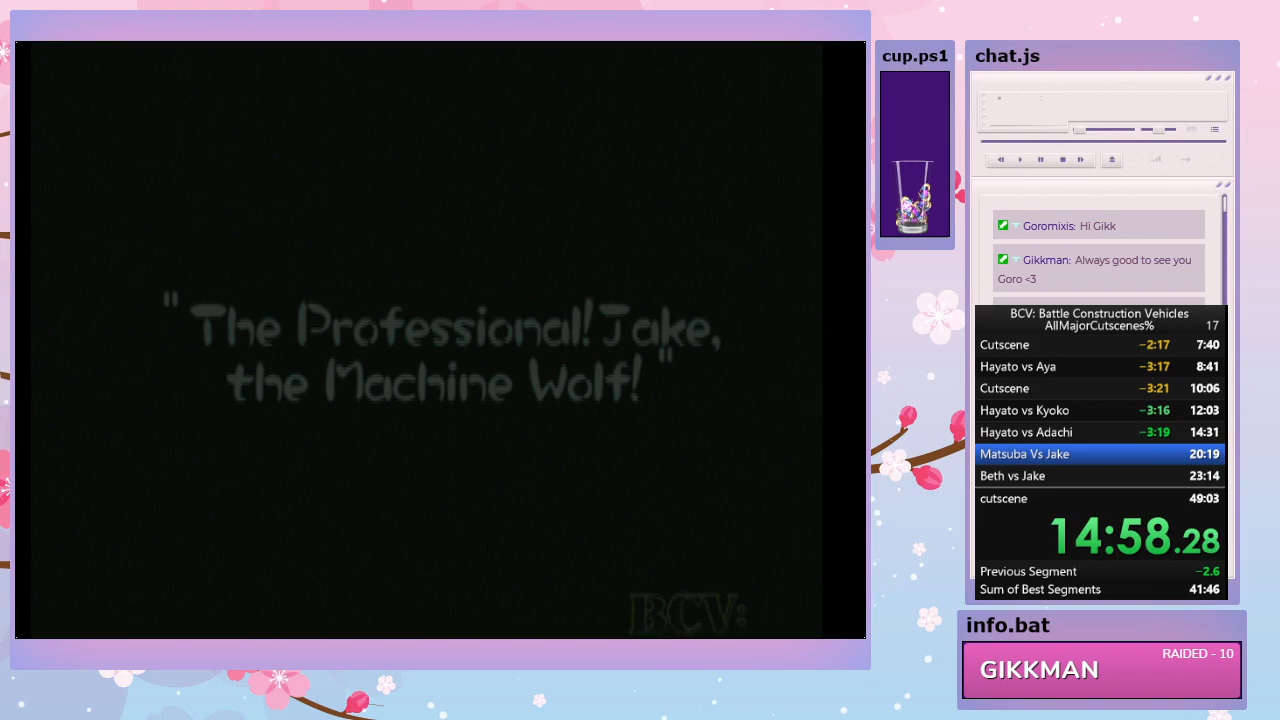 "The Professional! Jake,
the Machine Wolf!"
BCV:
cup.ps1
chat.js
Goromixis: Hi Gikk
Gikkman: Always good to see you
Goro <3
BCV: Battle Construction Vehicles
AllMajorCutscenes% 17
Cutscene −2:17 7:40
Hayato vs Aya −3:17 8:41
Cutscene −3:21 10:06
Hayato vs Kyoko −3:16 12:03
Hayato vs Adachi −3:19 14:31
Matsuba Vs Jake 20:19
Beth vs Jake 23:14
cutscene 49:03
14:58.28
Previous Segment −2.6
Sum of Best Segments 41:46
info.bat
RAIDED - 10
GIKKMAN